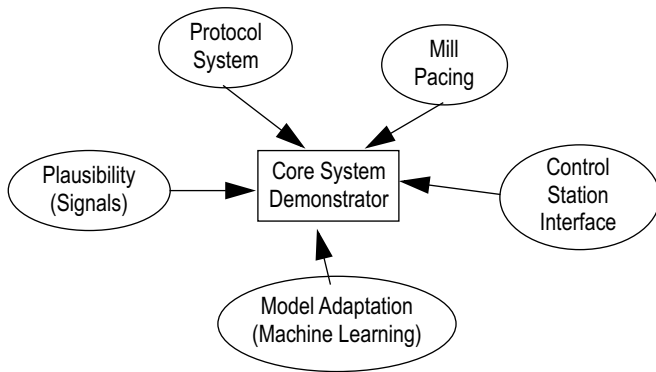 Protocol
System
Mill
Pacing
Plausibility
(Signals)
Core System
Demonstrator
Control
Station
Interface
Model Adaptation
(Machine Learning)